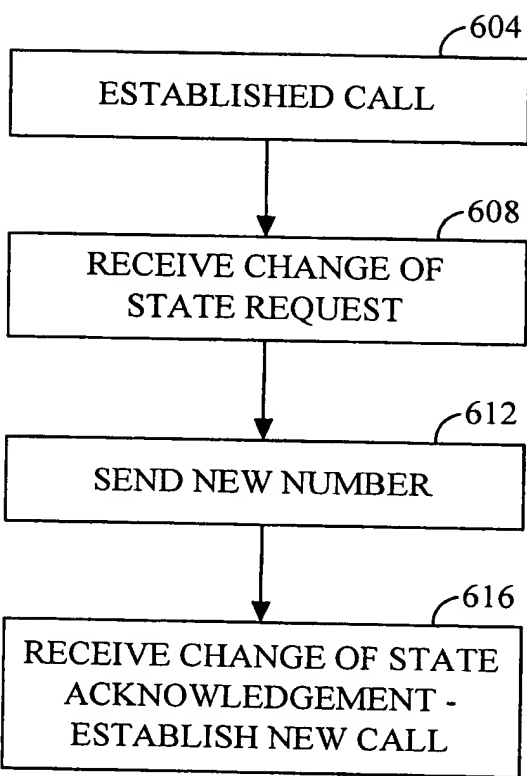 604
ESTABLISHED CALL
608
RECEIVE CHANGE OF
STATE REQUEST
612
SEND NEW NUMBER
616
RECEIVE CHANGE OF STATE
ACKNOWLEDGEMENT -
ESTABLISH NEW CALL